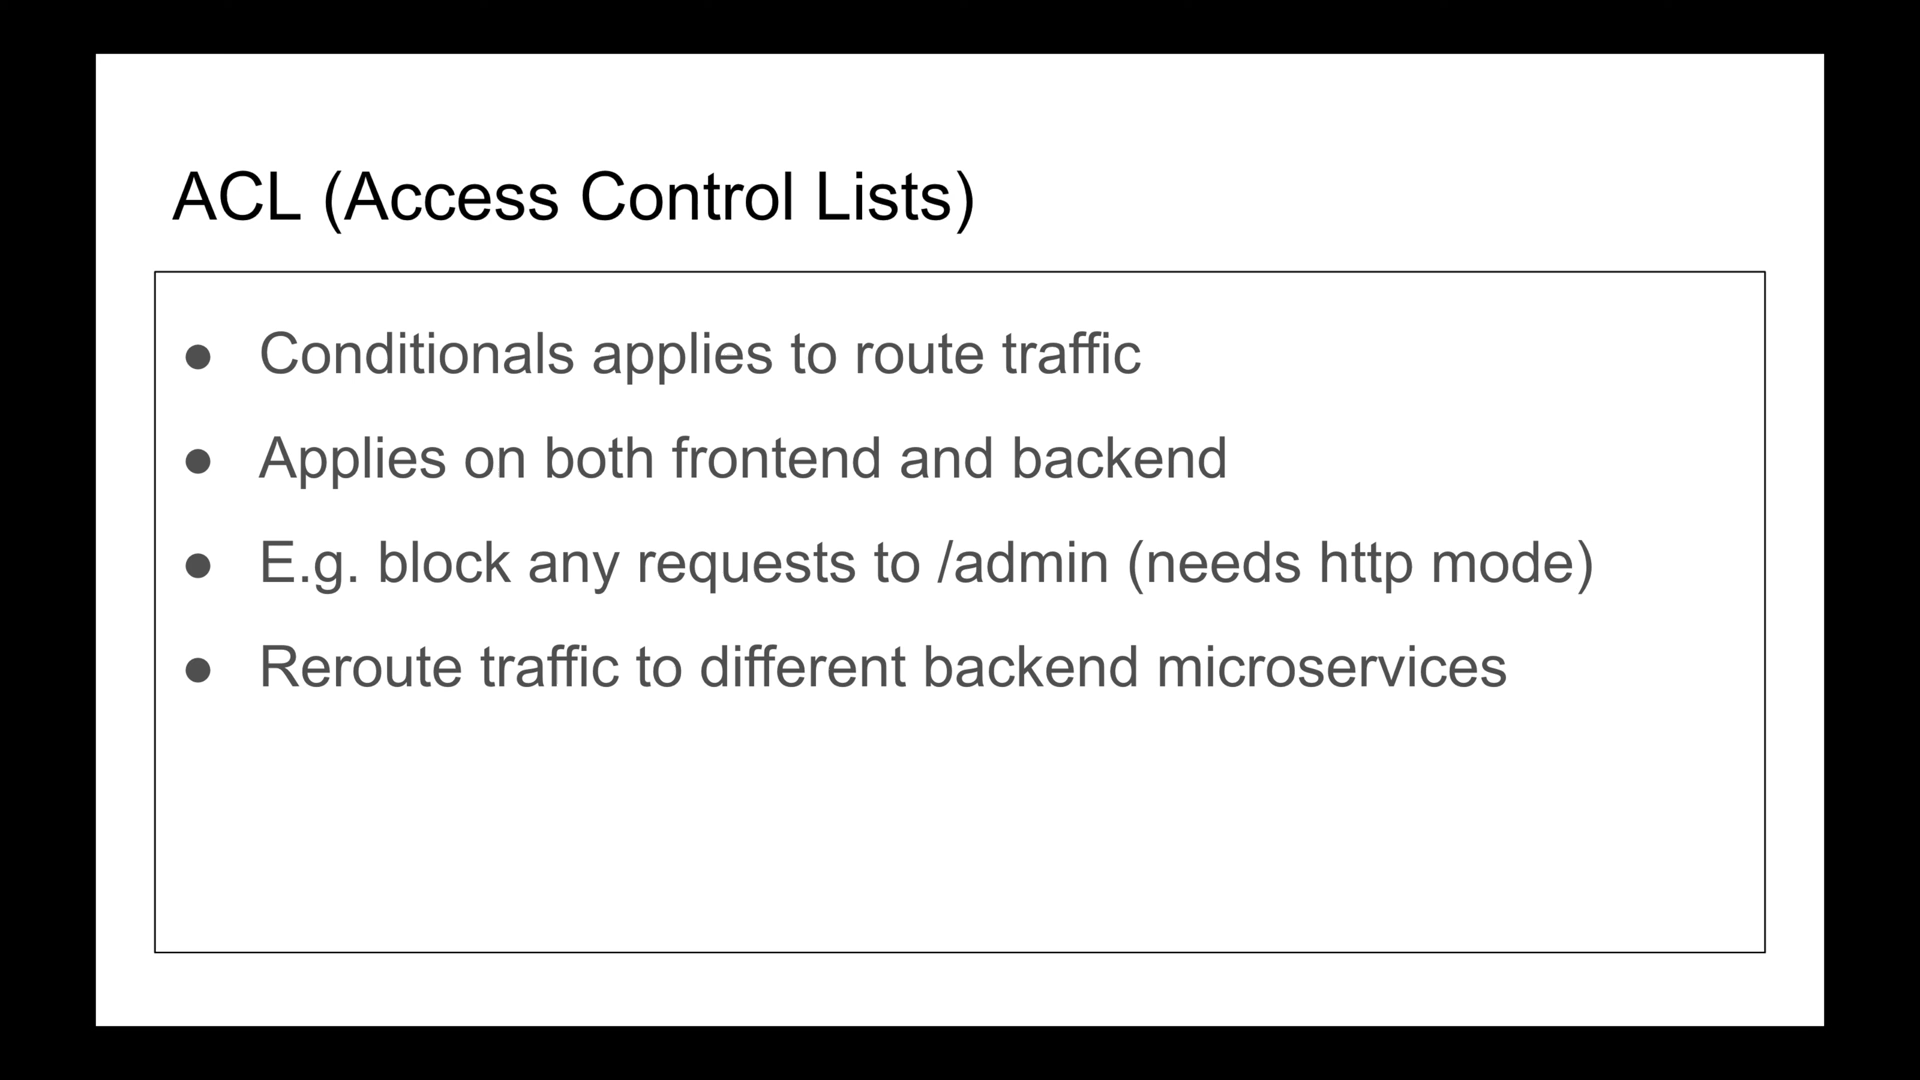 ACL (Access Control Lists)
● Conditionals applies to route traffic
● Applies on both frontend and backend
● E.g. block any requests to /admin (needs http mode)
● Reroute traffic to different backend microservices